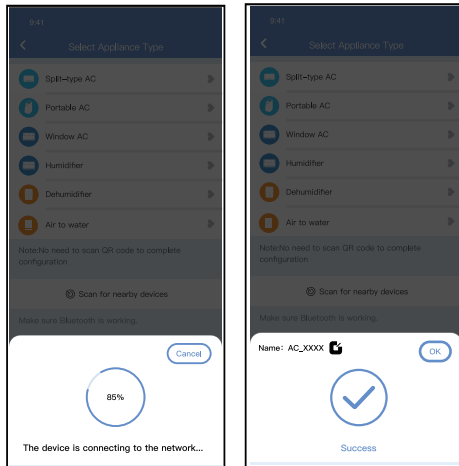 9:41
Select Appliance Type
Split-type AC
Portable AC
Window AC
Humidifier
Dehumidifier
Air to water
Note:No need to scan QR code to complete
configuration
Scan for nearby devices
Make sure Bluetooth is working.
Cancel
85%
The device is connecting to the network...
9:41
Select Appliance Type
Split-type AC
Portable AC
Window AC
Humidifier
Dehumidifier
Air to water
Note:No need to scan QR code to complete
configuration
Scan for nearby devices
Make sure Bluetooth is working.
Name: AC_XXXX
OK
Success